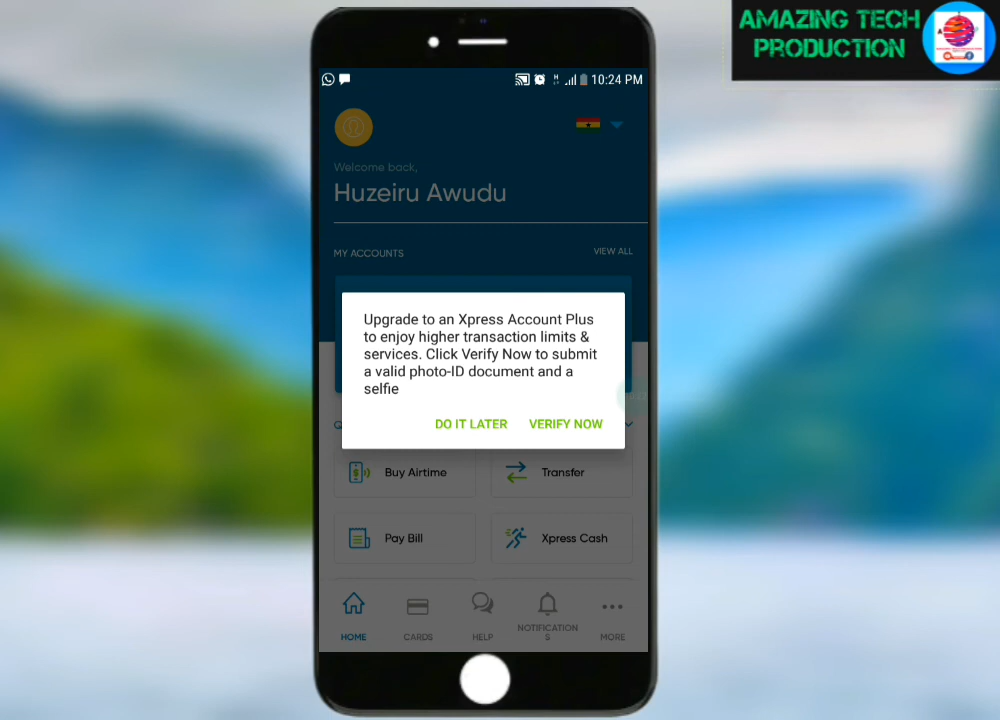 AMAZING TECH
PRODUCTION
10:24 PM
Welcome back,
Huzeiru Awudu
MY ACCOUNTS
VIEW ALL
Upgrade to an Xpress Account Plus
to enjoy higher transaction limits &
services. Click Verify Now to submit
a valid photo-ID document and a
selfie
DO IT LATER
VERIFY NOW
Buy Airtime
Transfer
Pay Bill
Xpress Cash
HOME
CARDS
HELP
NOTIFICATION
S
MORE